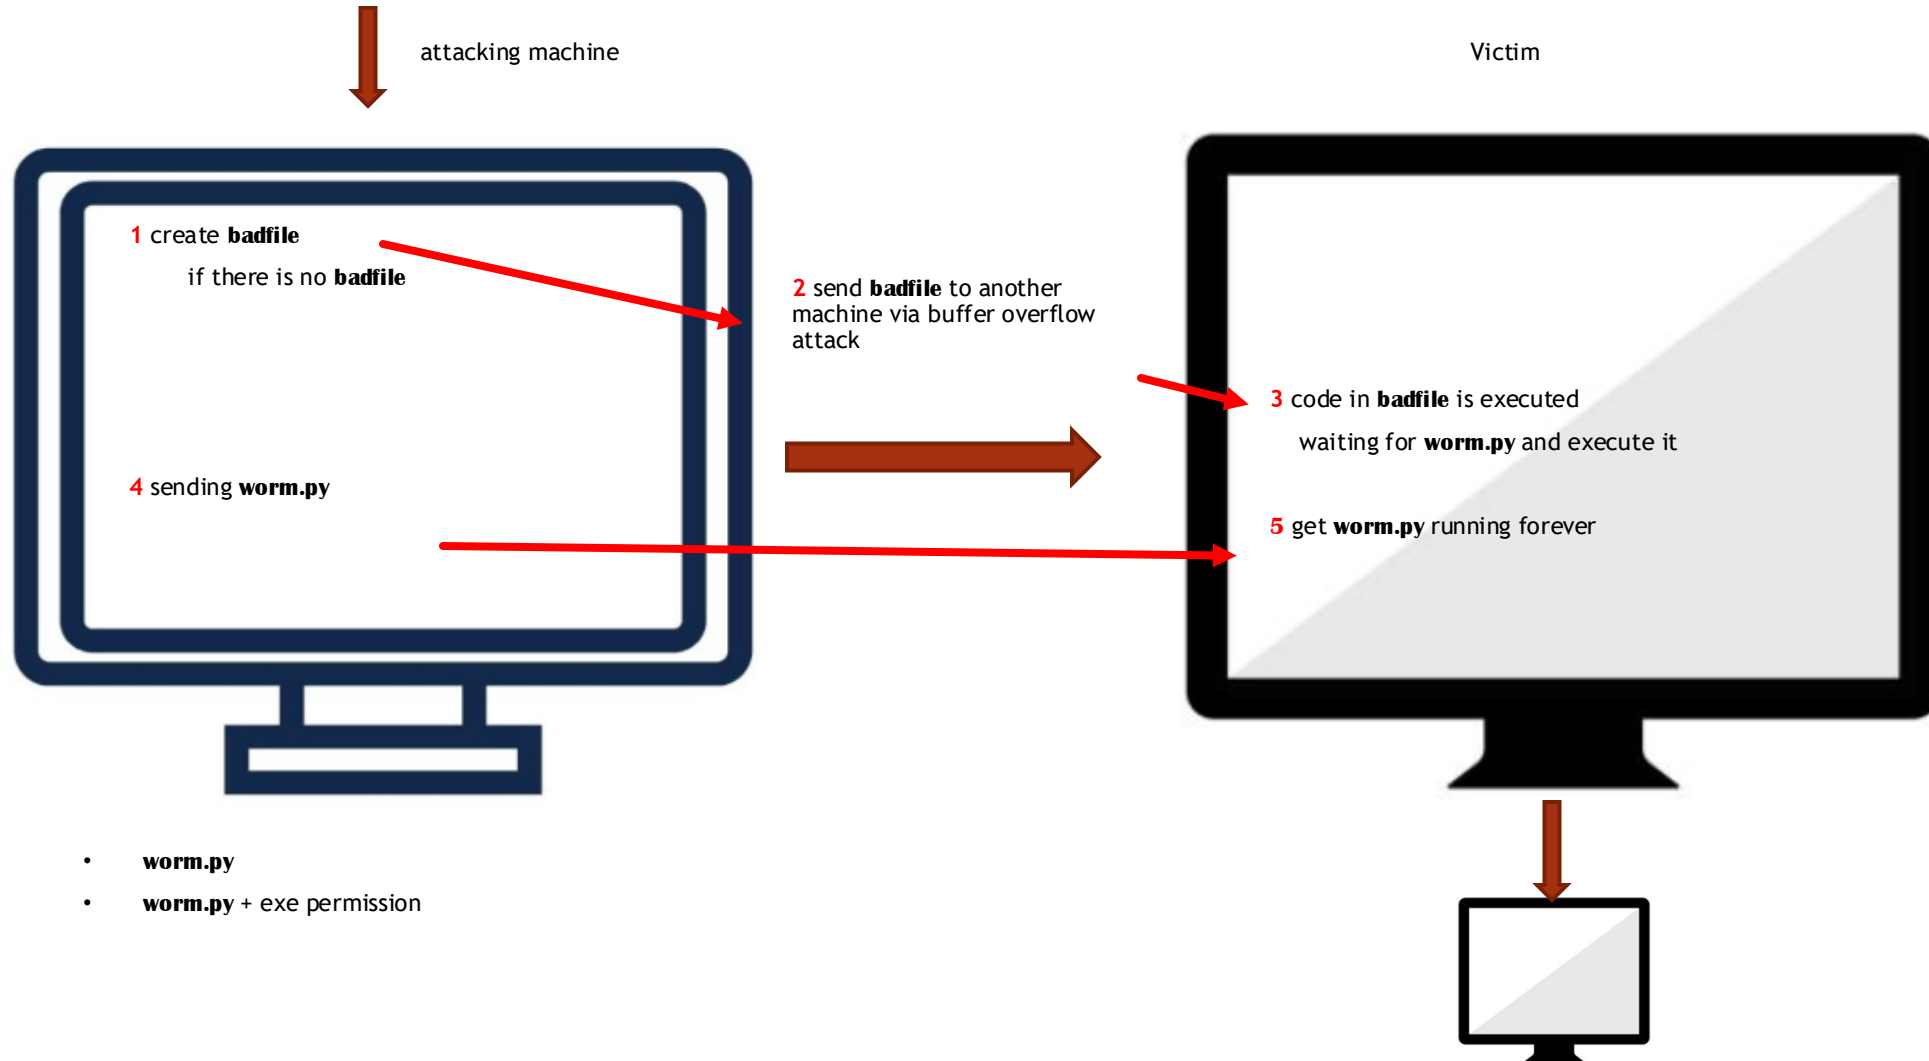 attacking machine
Victim
1 create badfile
if there is no badfile
2 send badfile to another
machine via buffer overflow
attack
3 code in badfile is executed
waiting for worm.py and execute it
4 sending worm.py
5 get worm.py running forever
• worm.py
• worm.py + exe permission